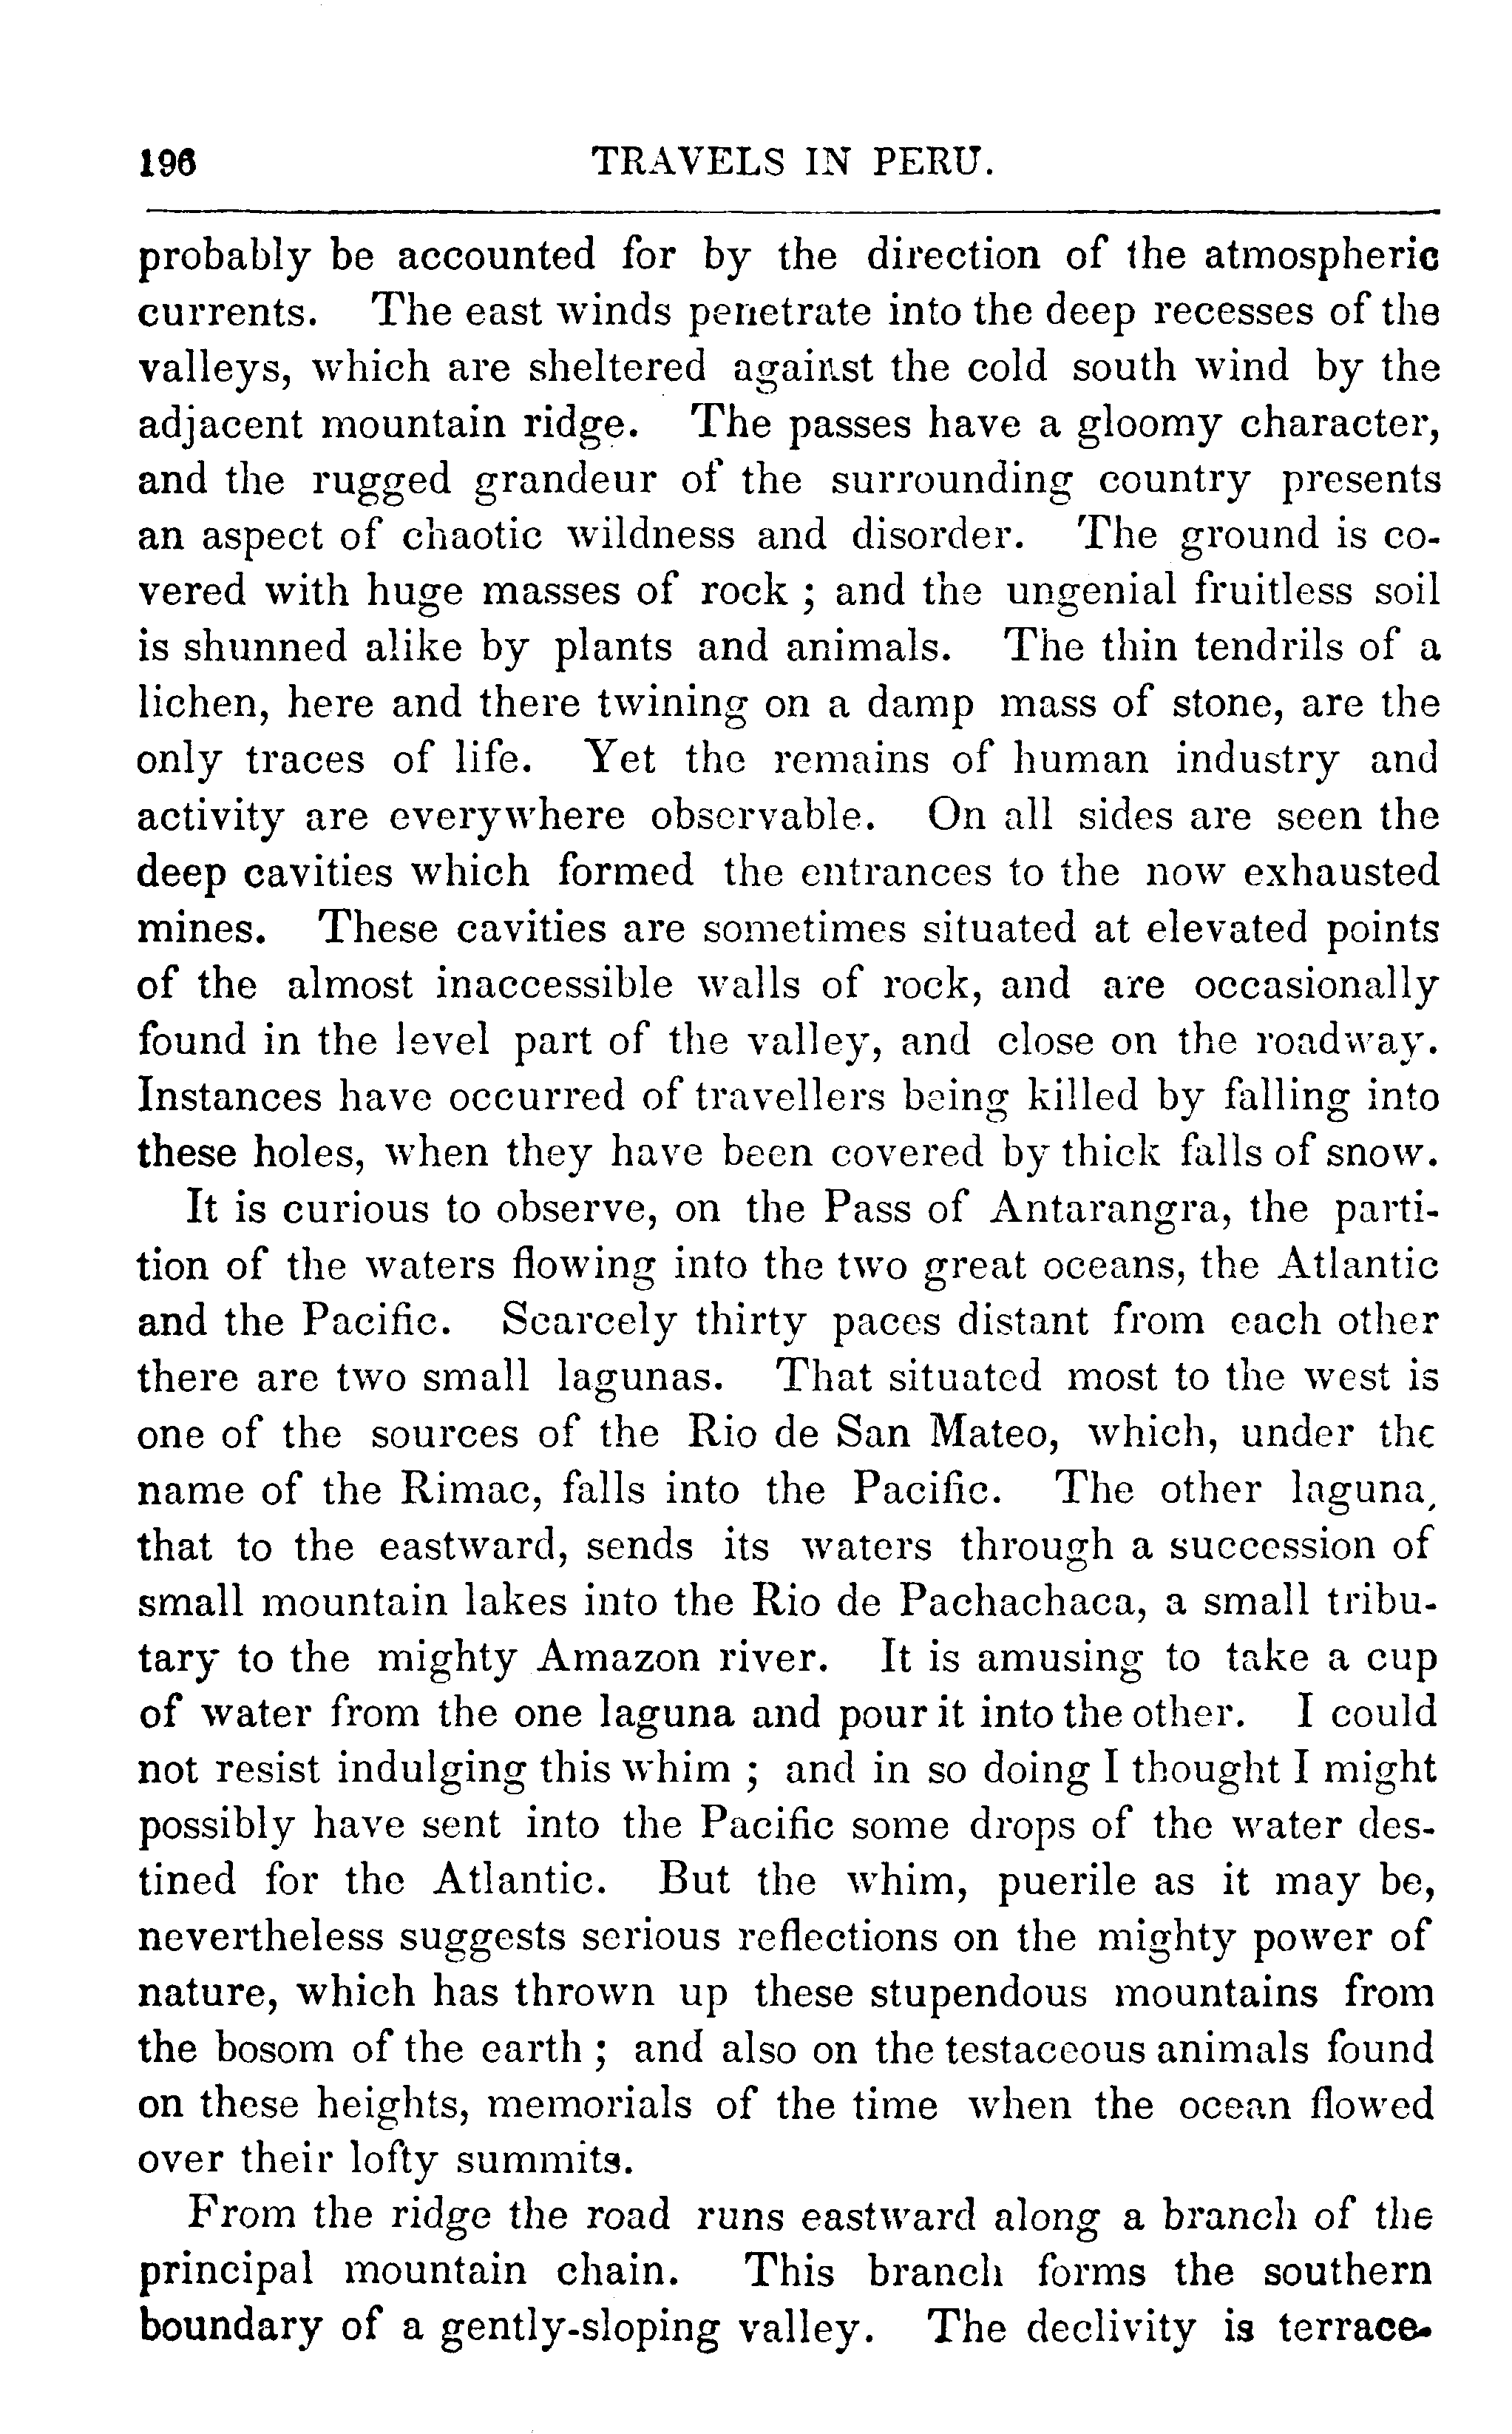 196 TRAVELS IN PERU.
probably be accounted for by the direction of the atmospheric
currents. The east winds penetrate into the deep recesses of the
valleys, which are sheltered against the cold south wind by the
adjacent mountain ridge. The passes have a gloomy character,
and the rugged grandeur of the surrounding country presents
an aspect of chaotic wildness and disorder. The ground is co-
vered with huge masses of rock ; and the ungenial fruitless soil
is shunned alike by plants and animals. The thin tendrils of a
lichen, here and there twining on a damp mass of stone, are the
only traces of life. Yet the remains of human industry and
activity are everywhere observable. On all sides are seen the
deep cavities which formed the entrances to the now exhausted
mines. These cavities are sometimes situated at elevated points
of the almost inaccessible walls of rock, and are occasionally
found in the level part of the valley, and close on the roadway.
Instances have occurred of travellers being killed by falling into
these holes, when they have been covered by thick falls of snow.
It is curious to observe, on the Pass of Antarangra, the parti-
tion of the waters flowing into the two great oceans, the Atlantic
and the Pacific. Scarcely thirty paces distant from each other
there are two small lagunas. That situated most to the west is
one of the sources of the Rio de San Mateo, which, under the
name of the Rimac, falls into the Pacific. The other laguna,
that to the eastward, sends its waters through a succession of
small mountain lakes into the Rio de Pachachaca, a small tribu-
tary to the mighty Amazon river. It is amusing to take a cup
of water from the one laguna and pour it into the other. I could
not resist indulging this whim ; and in so doing I thought I might
possibly have sent into the Pacific some drops of the water des-
tined for the Atlantic. But the whim, puerile as it may be,
nevertheless suggests serious reflections on the mighty power of
nature, which has thrown up these stupendous mountains from
the bosom of the earth ; and also on the testaceous animals found
on these heights, memorials of the time when the ocean flowed
over their lofty summits.
From the ridge the road runs eastward along a branch of the
principal mountain chain. This branch forms the southern
boundary of a gently-sloping valley. The declivity is terrace-